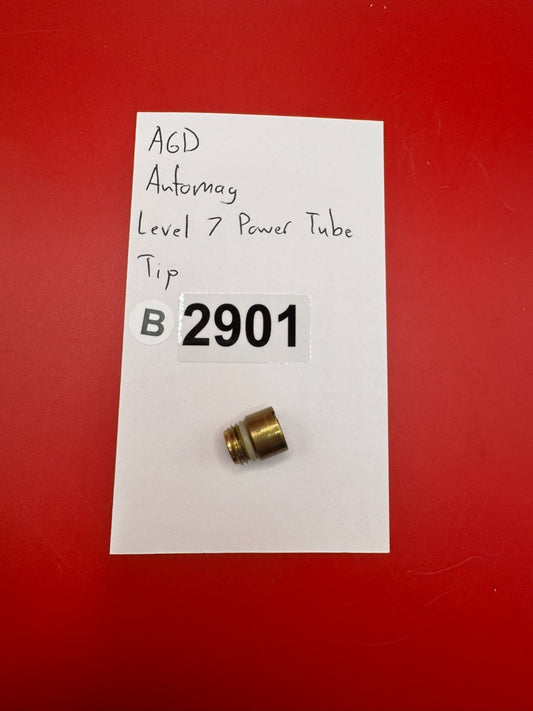 AGD
Automag
Level 7 Power Tube
Tip
B 2901